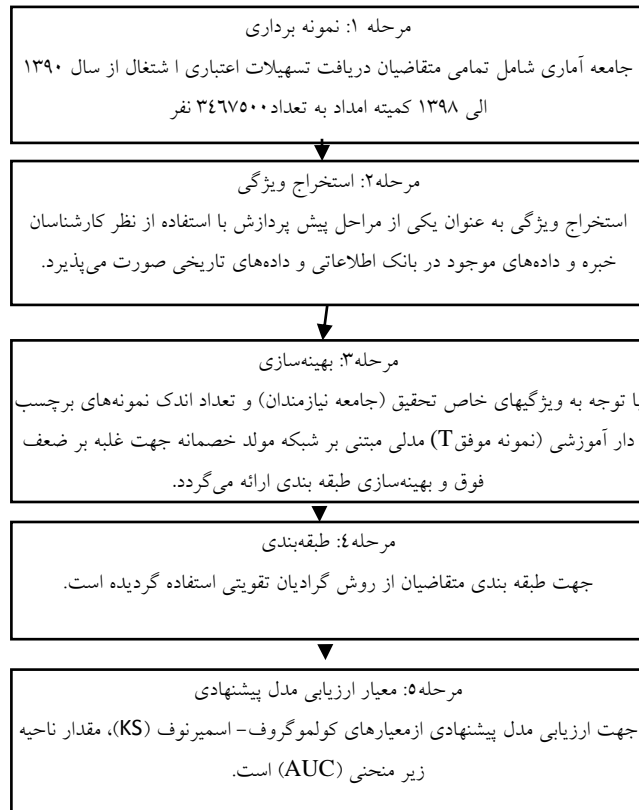 مرحله ۱: نمونه برداری
جامعه آماری شامل تمامی متقاضیان دریافت تسهیلات اعتباری ا شتغال از سال ۱۳۹۰
الی ۱۳۹۸ کمیته امداد به تعداد۳٤٦۷۵۰۰ نفر
مرحله۲: استخراج ویژگی
استخراج ویژگی به عنوان یکی از مراحل پیش پردازش با استفاده از نظر کارشناسان
خبره و داده‌های موجود در بانک اطلاعاتی و داده‌های تاریخی صورت می‌پذیرد.
مرحله۳: بهینه‌سازی
با توجه به ویژگیهای خاص تحقیق (جامعه نیازمندان) و تعداد اندک نمونه‌های برچسب
دار آموزشی (نمونه موفقT) مدلی مبتنی بر شبکه مولد خصمانه جهت غلبه بر ضعف
فوق و بهینه‌سازی طبقه بندی ارائه می‌گردد.
مرحله٤: طبقه‌بندی
جهت طبقه بندی متقاضیان از روش گرادیان تقویتی استفاده گردیده است.
مرحله٥: معیار ارزیابی مدل پیشنهادی
جهت ارزیابی مدل پیشنهادی ازمعیارهای کولموگروف- اسمیرنوف (KS)، مقدار ناحیه
زیر منحنی (AUC) است.